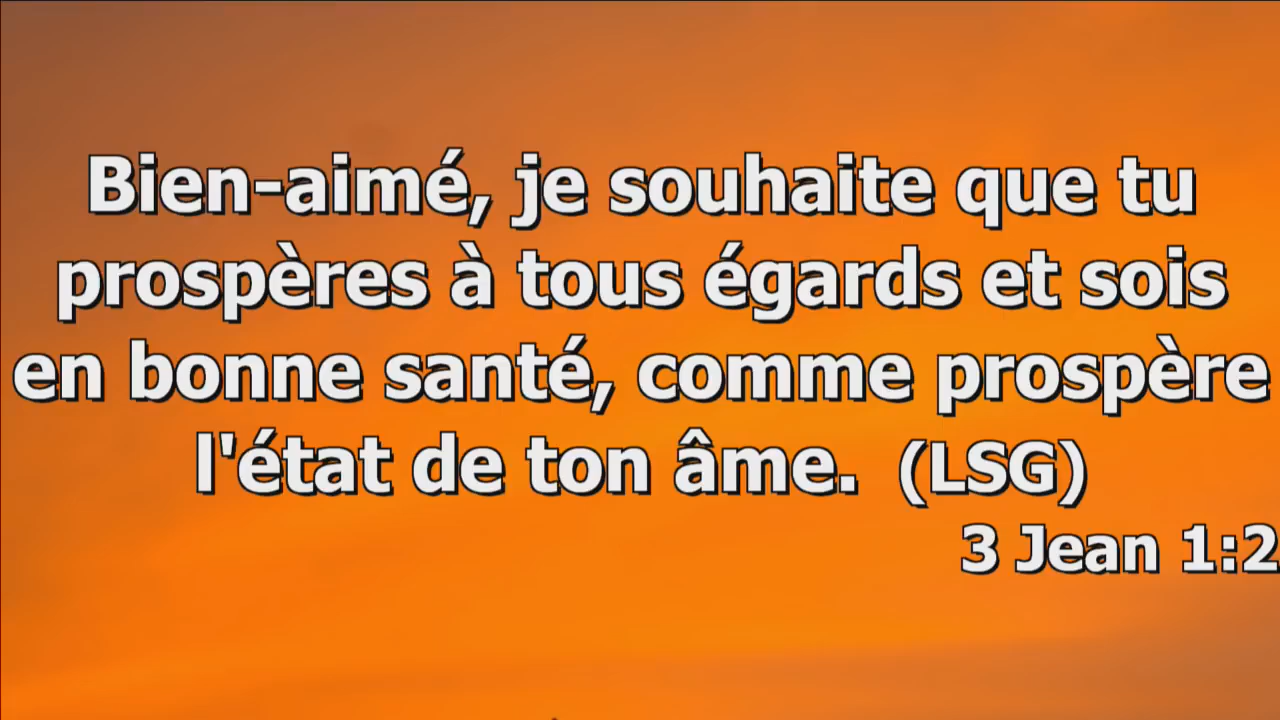 Bien-aimé, je souhaite que tu
prospères à tous égards et sois
en bonne santé, comme prospère
l'état de ton âme.  (LSG)
3 Jean 1:2